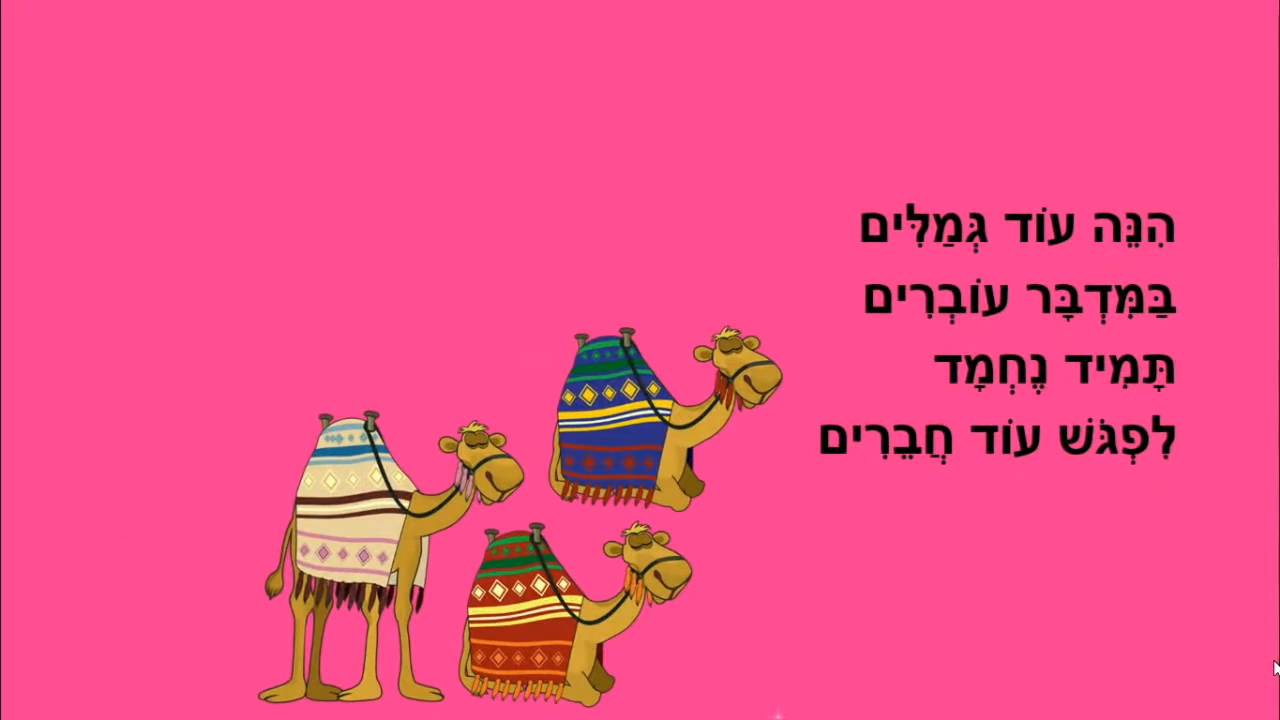 הִנֵּה עוֹד גְּמַלִּים
בַּמִּדְבָּר עוֹבְרִים
תָּמִיד נֶחְמָד
לִפְגֹּשׁ עוֹד חֲבֵרִים